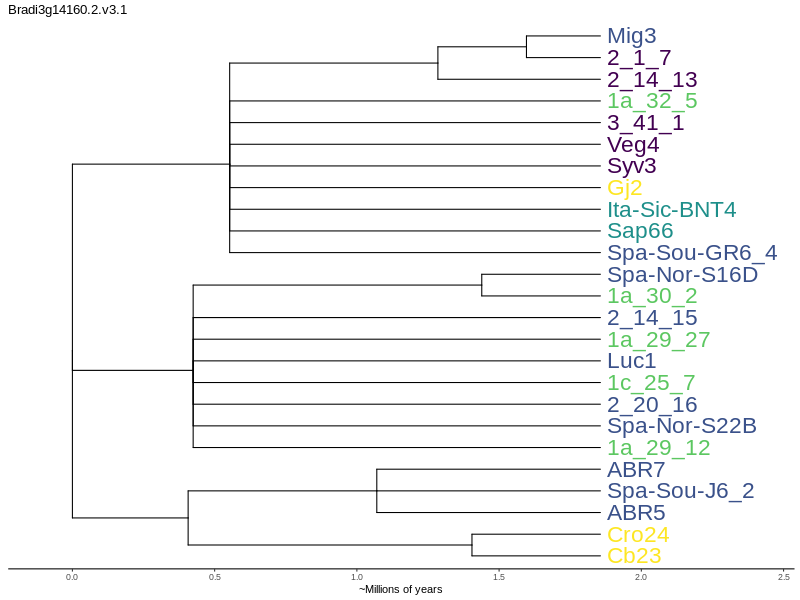 Bradi3g14160.2.v3.1
Mig3
2_1_7
2_14_13
1a_32_5
3_41_1
Veg4
Syv3
Gj2
Ita-Sic-BNT4
Sap66
Spa-Sou-GR6_4
Spa-Nor-S16D
1a_30_2
2_14_15
1a_29_27
Luc1
1c_25_7
2_20_16
Spa-Nor-S22B
1a_29_12
ABR7
Spa-Sou-J6_2
ABR5
Cro24
Cb23
0.0 0.5 1.0 1.5 2.0 2.5
~Millions of years